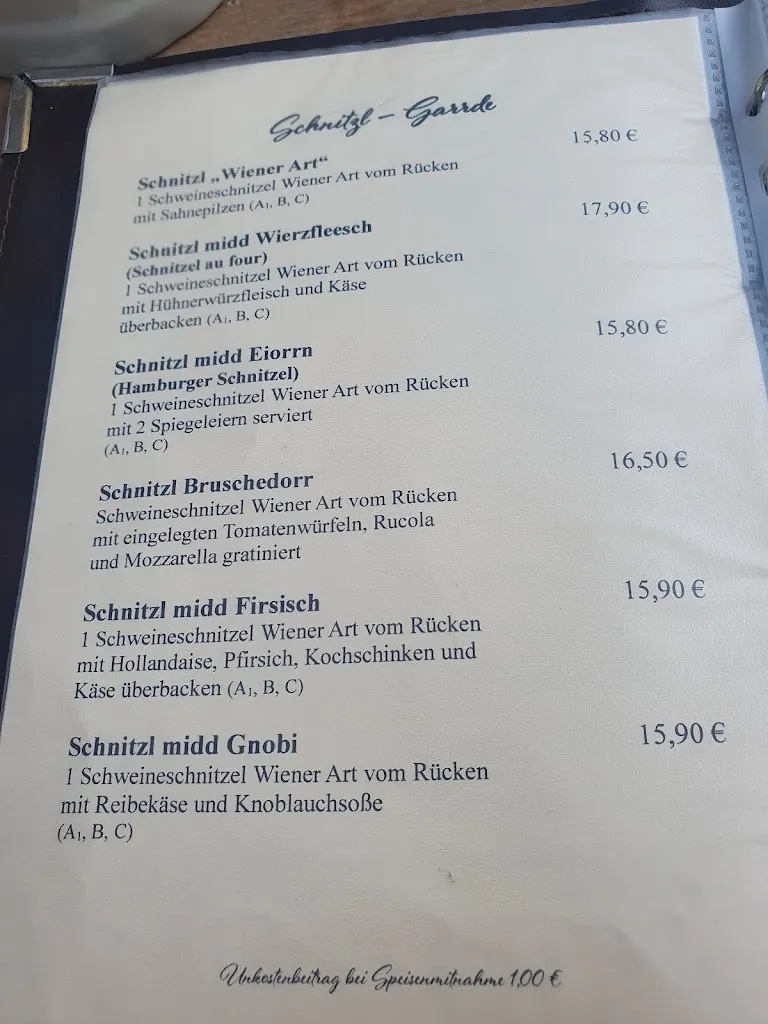 Schnitzl – Garrde
Schnitzl „Wiener Art“ 15,80 €
1 Schweineschnitzel Wiener Art vom Rücken
mit Sahnepilzen (A1, B, C)
Schnitzl midd Wierzfleesch 17,90 €
(Schnitzel au four)
1 Schweineschnitzel Wiener Art vom Rücken
mit Hühnerwürzfleisch und Käse
überbacken (A1, B, C)
Schnitzl midd Eiorrn 15,80 €
(Hamburger Schnitzel)
1 Schweineschnitzel Wiener Art vom Rücken
mit 2 Spiegeleiern serviert
(A1, B, C)
Schnitzl Bruschedorr 16,50 €
Schweineschnitzel Wiener Art vom Rücken
mit eingelegten Tomatenwürfeln, Rucola
und Mozzarella gratiniert
Schnitzl midd Firsisch 15,90 €
1 Schweineschnitzel Wiener Art vom Rücken
mit Hollandaise, Pfirsich, Kochschinken und
Käse überbacken (A1, B, C)
Schnitzl midd Gnobi 15,90 €
1 Schweineschnitzel Wiener Art vom Rücken
mit Reibekäse und Knoblauchsoße
(A1, B, C)
Unkostenbeitrag bei Speisenmitnahme 1,00 €